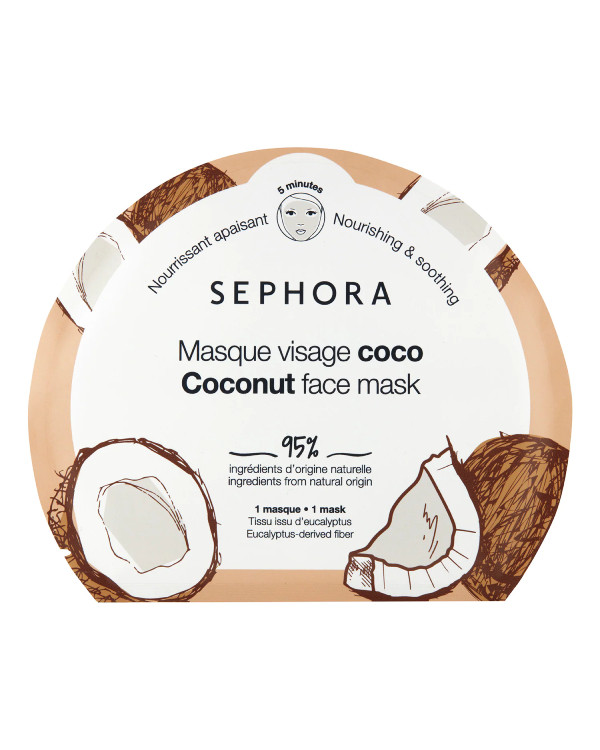 5 minutes
Nourrissant apaisant
Nourishing & soothing
SEPHORA
Masque visage coco
Coconut face mask
95%
ingrédients d'origine naturelle
ingredients from natural origin
1 masque • 1 mask
Tissu issu d'eucalyptus
Eucalyptus-derived fiber